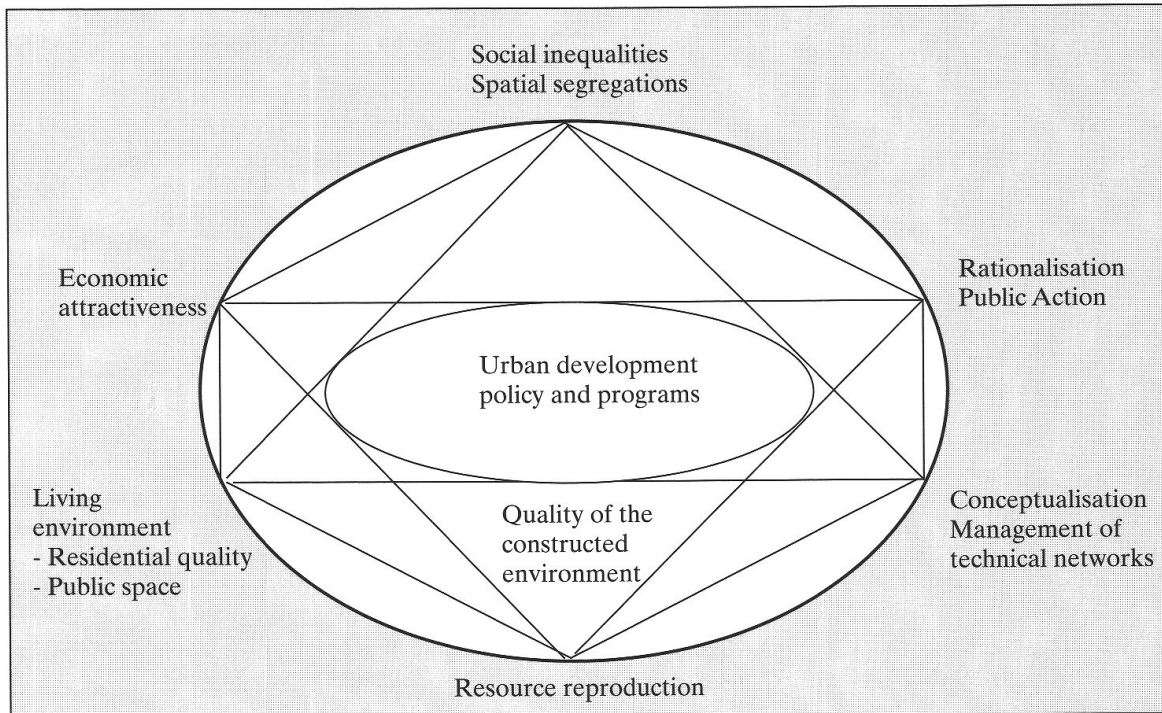 Social inequalities
Spatial segregations
Economic
attractiveness
Rationalisation
Public Action
Urban development
policy and programs
Living
environment
- Residential quality
- Public space
Quality of the
constructed
environment
Conceptualisation
Management of
technical networks
Resource reproduction